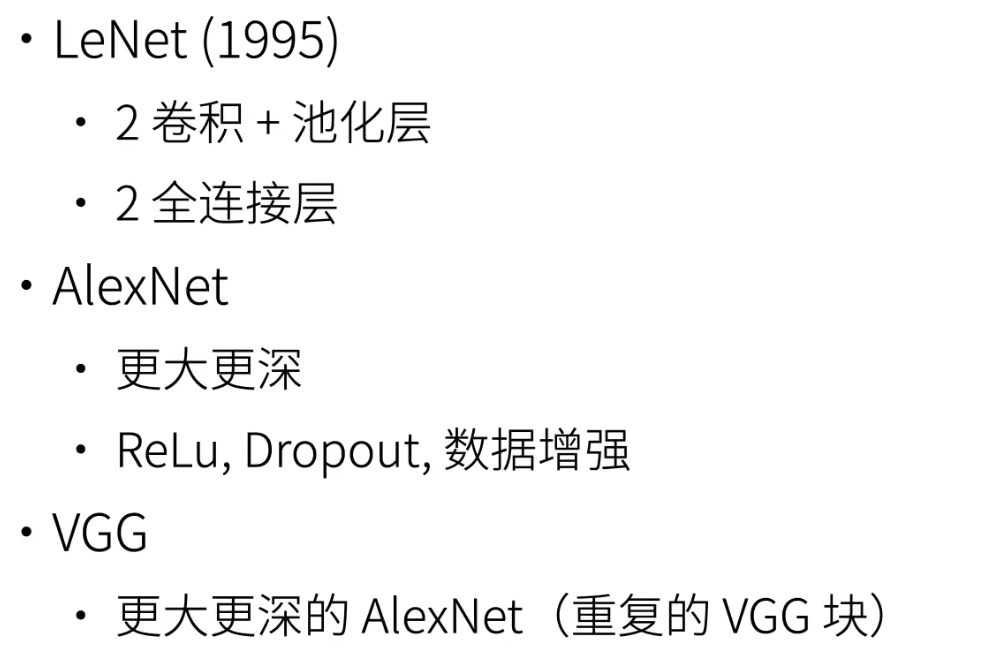 • LeNet (1995)
• 2 卷积 + 池化层
• 2 全连接层
• AlexNet
• 更大更深
• ReLu, Dropout, 数据增强
• VGG
• 更大更深的 AlexNet（重复的 VGG 块）